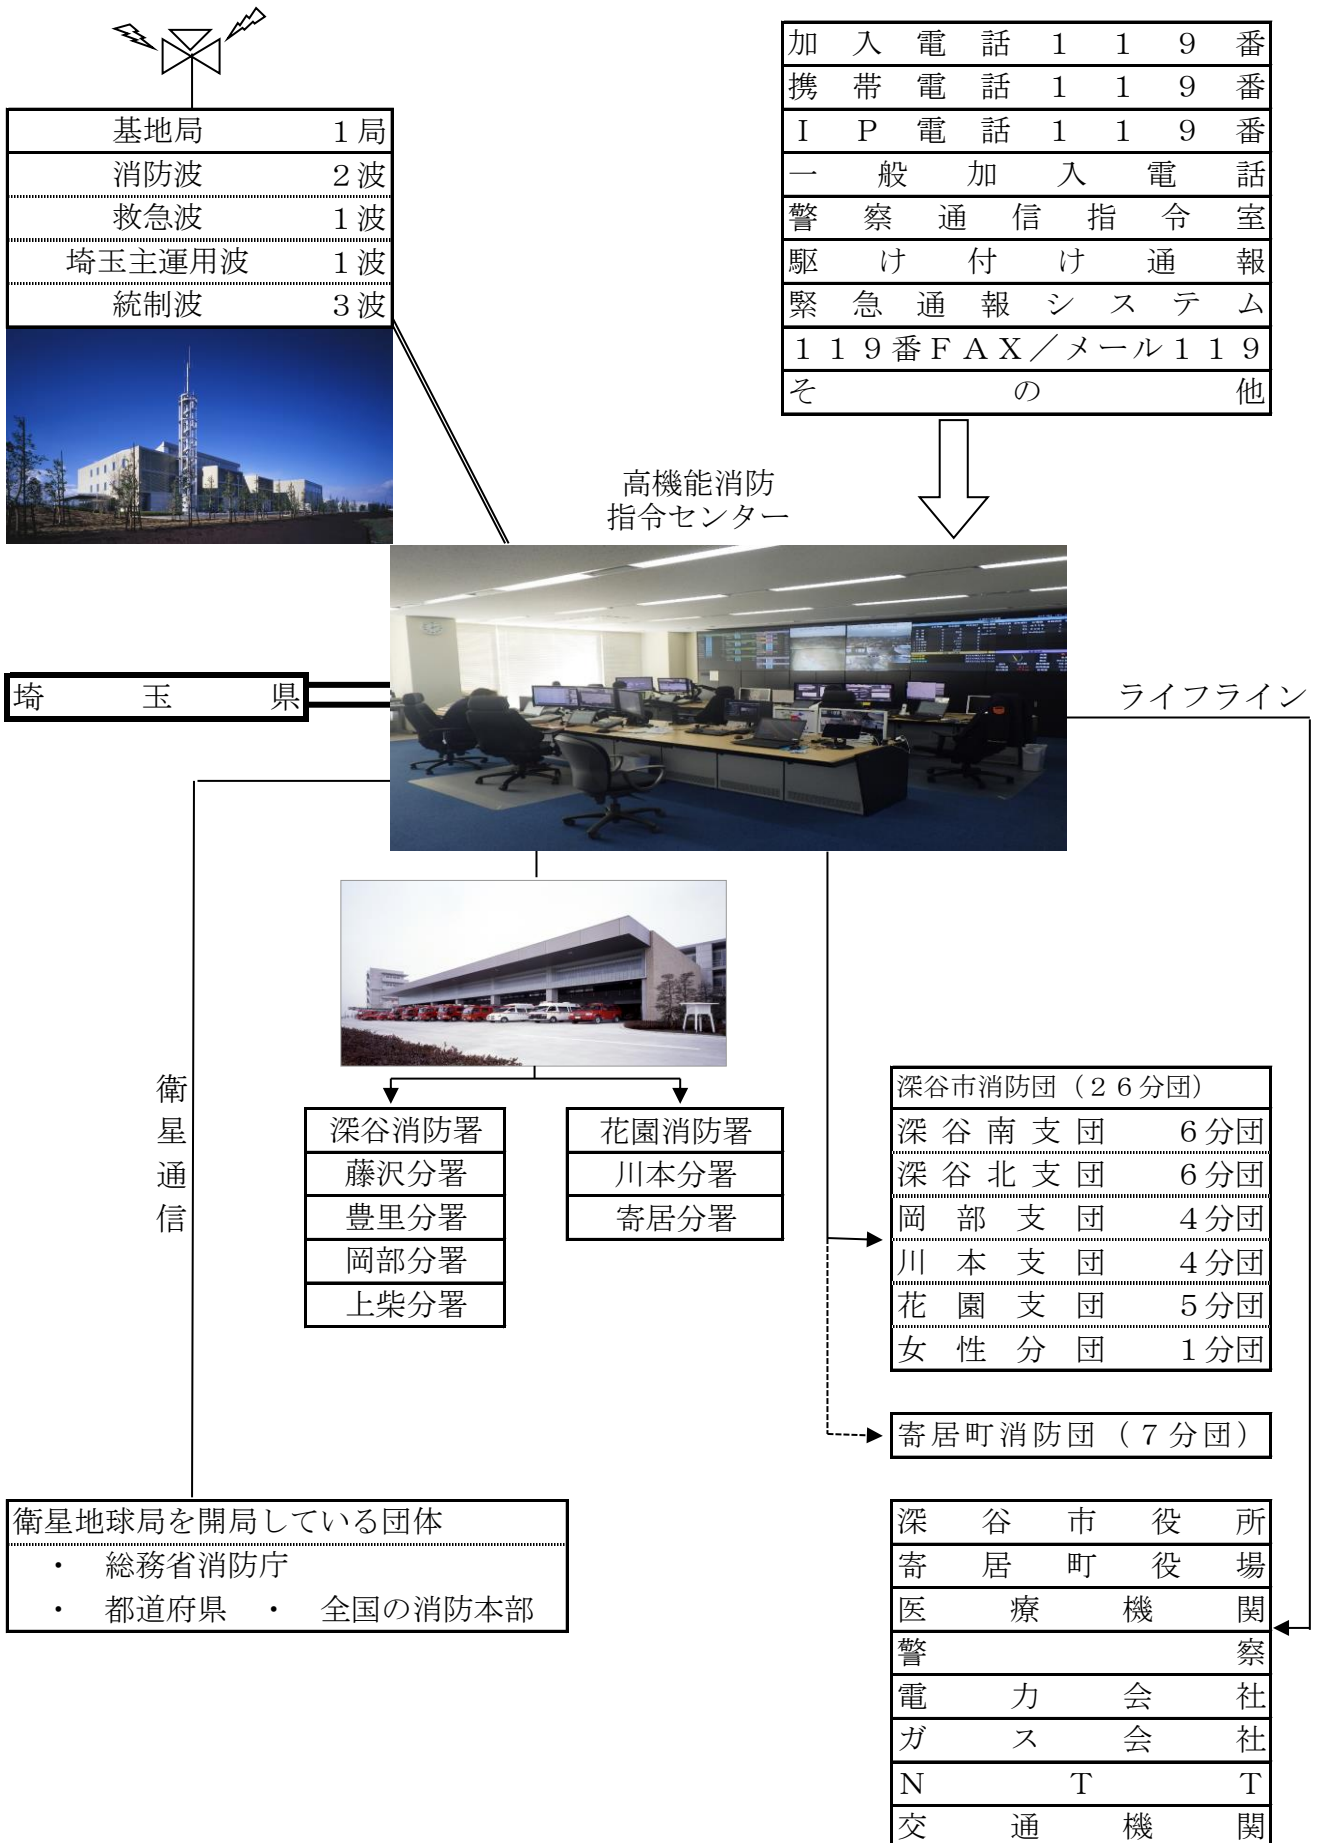 加入電話119番
携帯電話119番
IP電話119番
一般加入電話
警察通信指令室
駆け付け通報
緊急通報システム
119番FAX/メール119
その他
基地局 1局
消防波 2波
救急波 1波
埼玉主運用波 1波
統制波 3波
高機能消防
指令センター
埼玉県
ライフライン
衛星通信
深谷消防署
藤沢分署
豊里分署
岡部分署
上柴分署
花園消防署
川本分署
寄居分署
深谷市消防団（26分団）
深谷南支団 6分団
深谷北支団 6分団
岡部支団 4分団
川本支団 4分団
花園支団 5分団
女性分団 1分団
寄居町消防団（7分団）
衛星地球局を開局している団体
・ 総務省消防庁
・ 都道府県 ・ 全国の消防本部
深谷市役所
寄居町役場
医療機関
警察
電力会社
ガス会社
NTT
交通機関